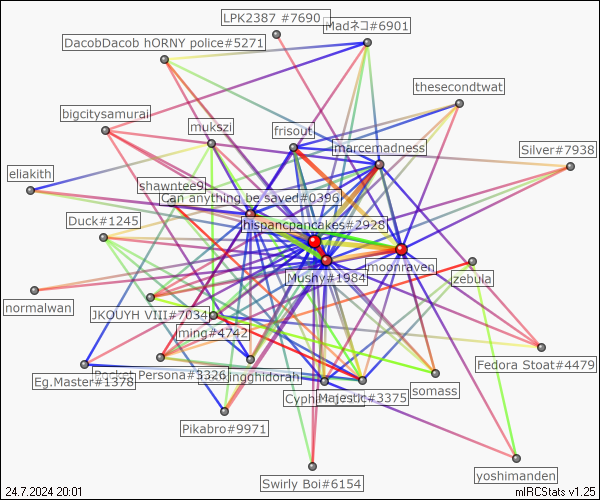 LPK2387 #7690
Madネコ#6901
DacobDacob hORNY police#5271
thesecondtwat
bigcitysamurai
mukszi
frisout
marcemadness
Silver#7938
eliakith
shawntee9
Can anything be saved#0396
Duck#1245
hispancpancakes#2928
moonraven
zebula
Mushy#1984
normalwan
JKOUYH VIII#7034
ming#4742
Fedora Stoat#4479
Eg.Master#1378
Persona#3326
ngghidorah
somass
Majestic#3375
Pikabro#9971
Swirly Boi#6154
yoshimanden
24.7.2024 20:01
mIRCStats v1.25